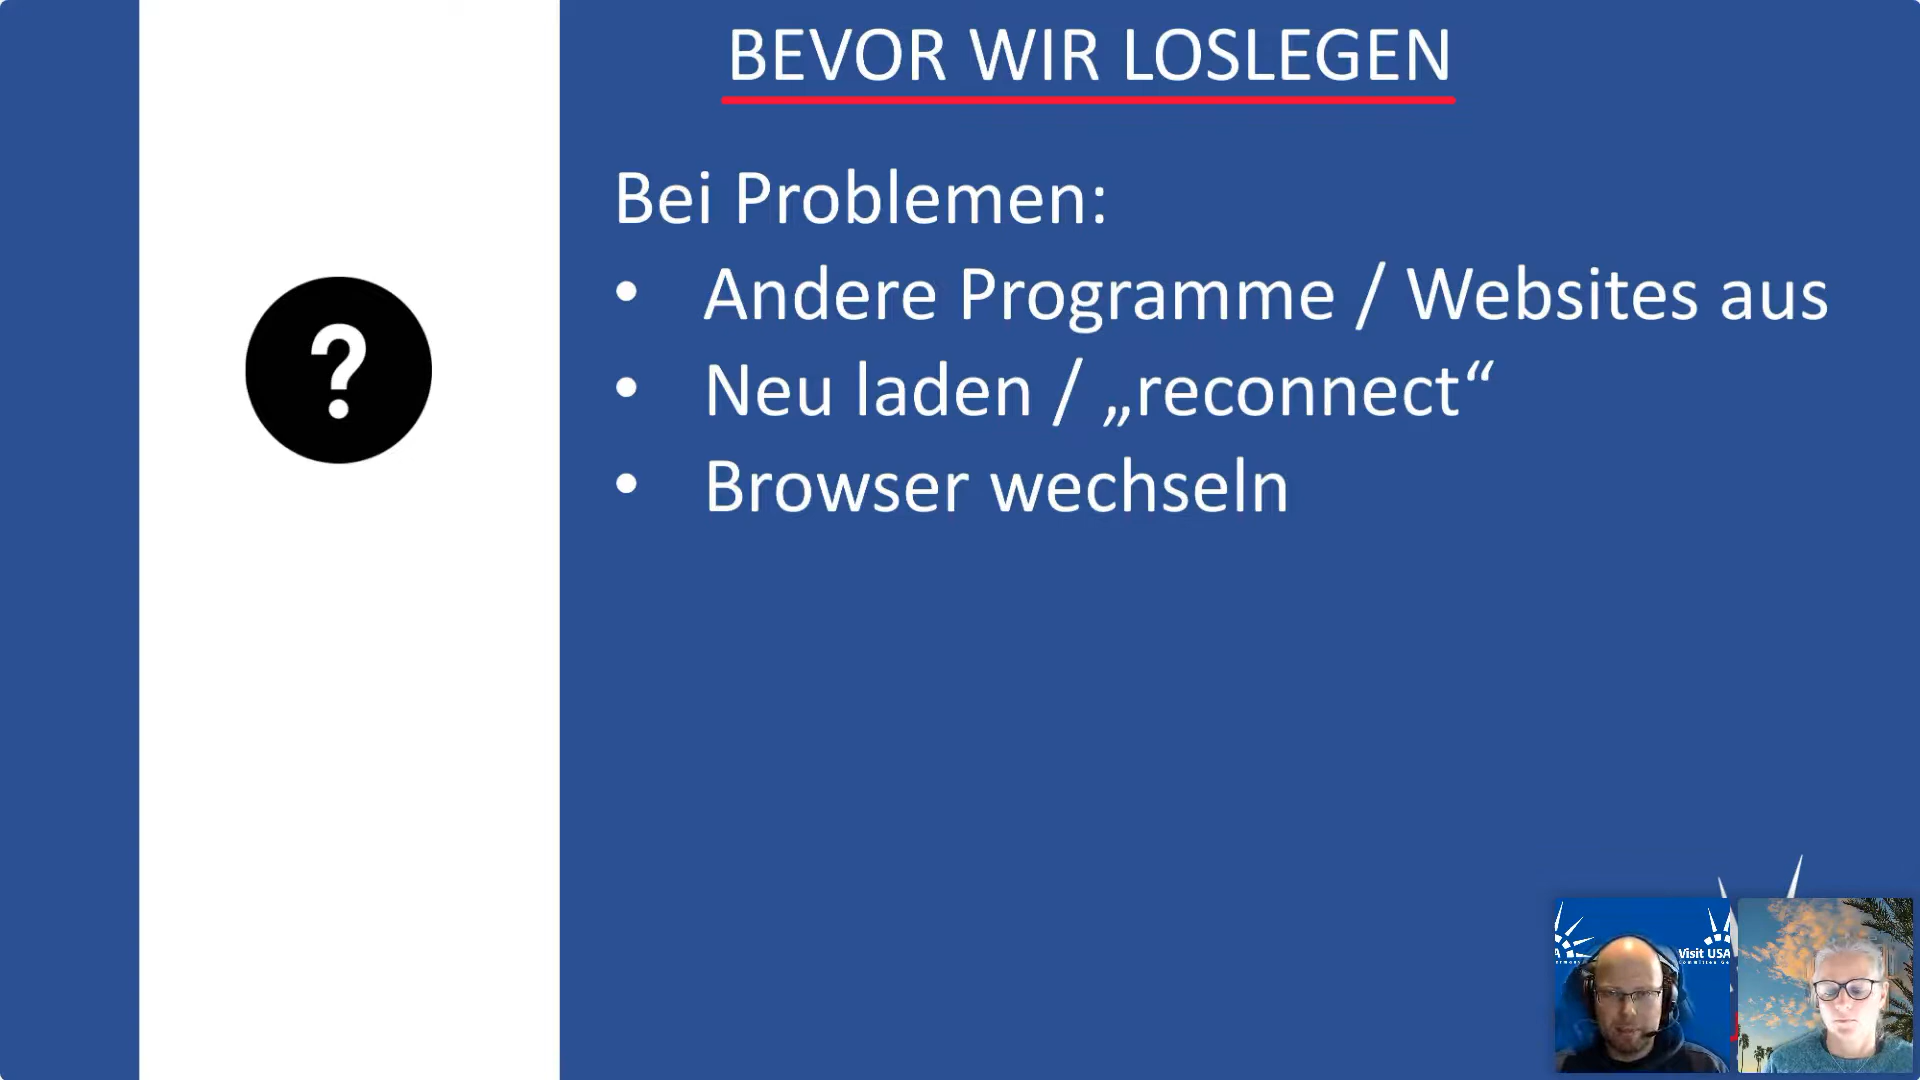 BEVOR WIR LOSLEGEN
Bei Problemen:
• Andere Programme / Websites aus
• Neu laden / „reconnect“
• Browser wechseln
?
Visit USA